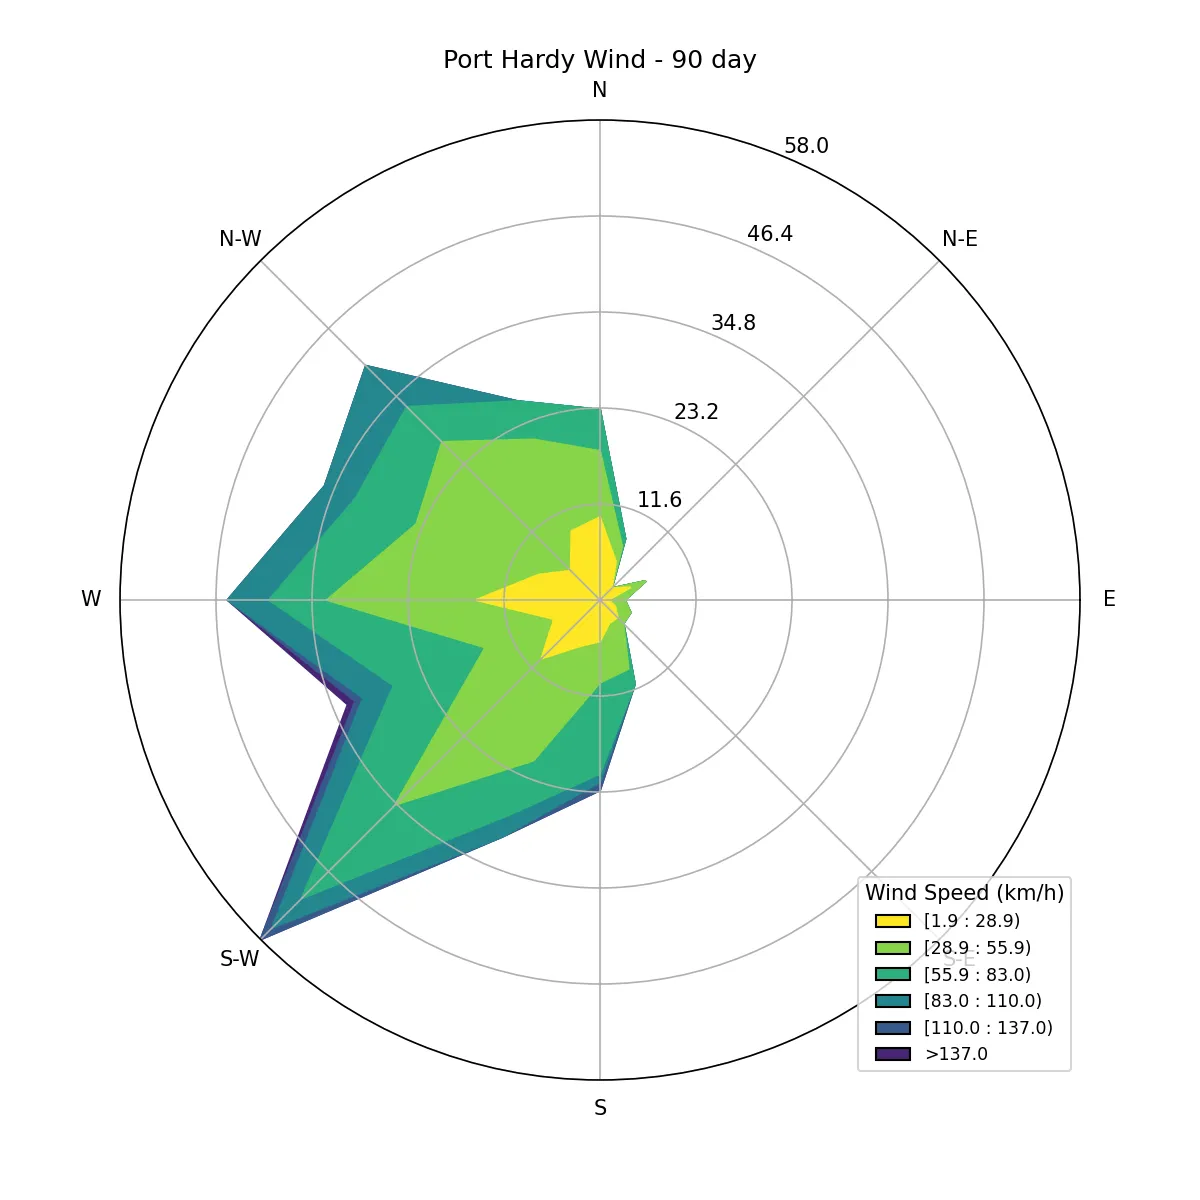 Port Hardy Wind - 90 day
N
58.0
46.4
N-W
N-E
34.8
23.2
11.6
W
E
Wind Speed (km/h)
[1.9 : 28.9)
[28.9 : 55.9)
S-W
S-E
[55.9 : 83.0)
[83.0 : 110.0)
[110.0 : 137.0)
>137.0
S